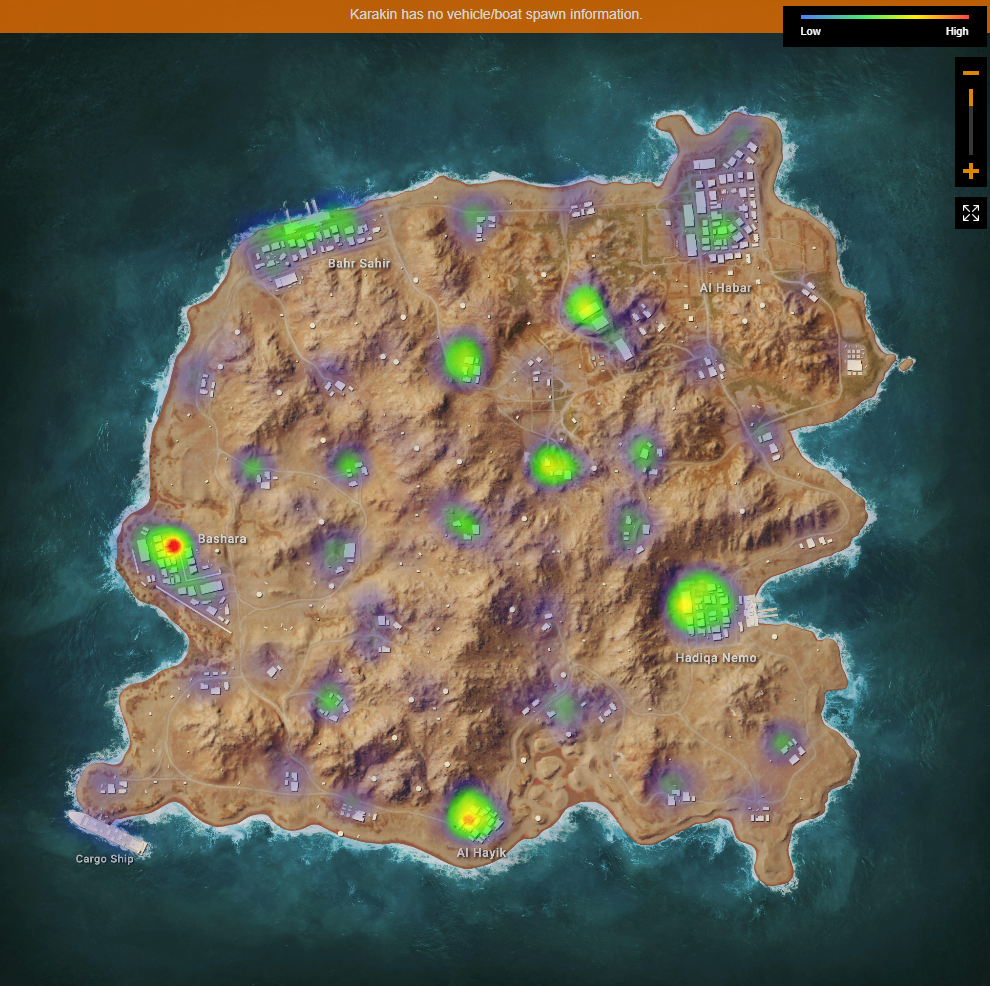 Karakin has no vehicle/boat spawn information.
Low High
Bahr Sahir
Al Habar
Bashara
Hadiqa Nemo
Al Hayik
Cargo Ship